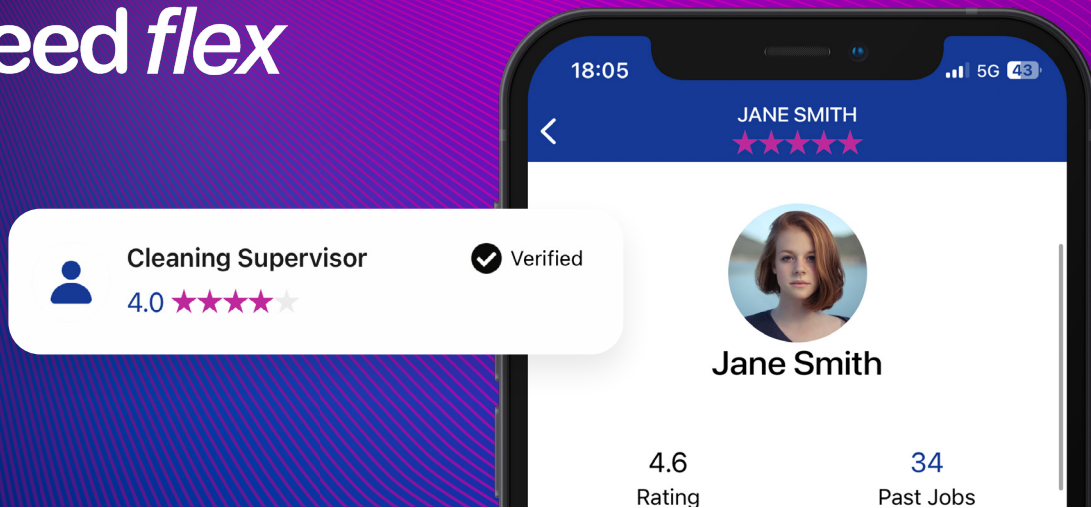 eed flex
18:05
5G 43
JANE SMITH
Cleaning Supervisor
Verified
4.0
Jane Smith
4.6
34
Rating
Past Jobs